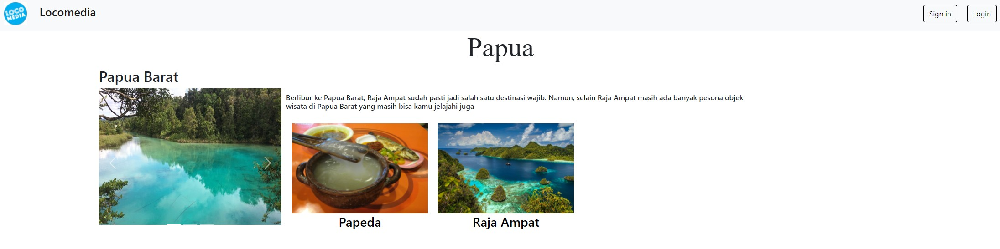 LOCO
MEDIA
Locomedia
Sign in
Login
Papua
Papua Barat
Berlibur ke Papua Barat, Raja Ampat sudah pasti jadi salah satu destinasi wajib. Namun, selain Raja Ampat masih ada banyak pesona objek
wisata di Papua Barat yang masih bisa kamu jelajahi juga
Papeda
Raja Ampat